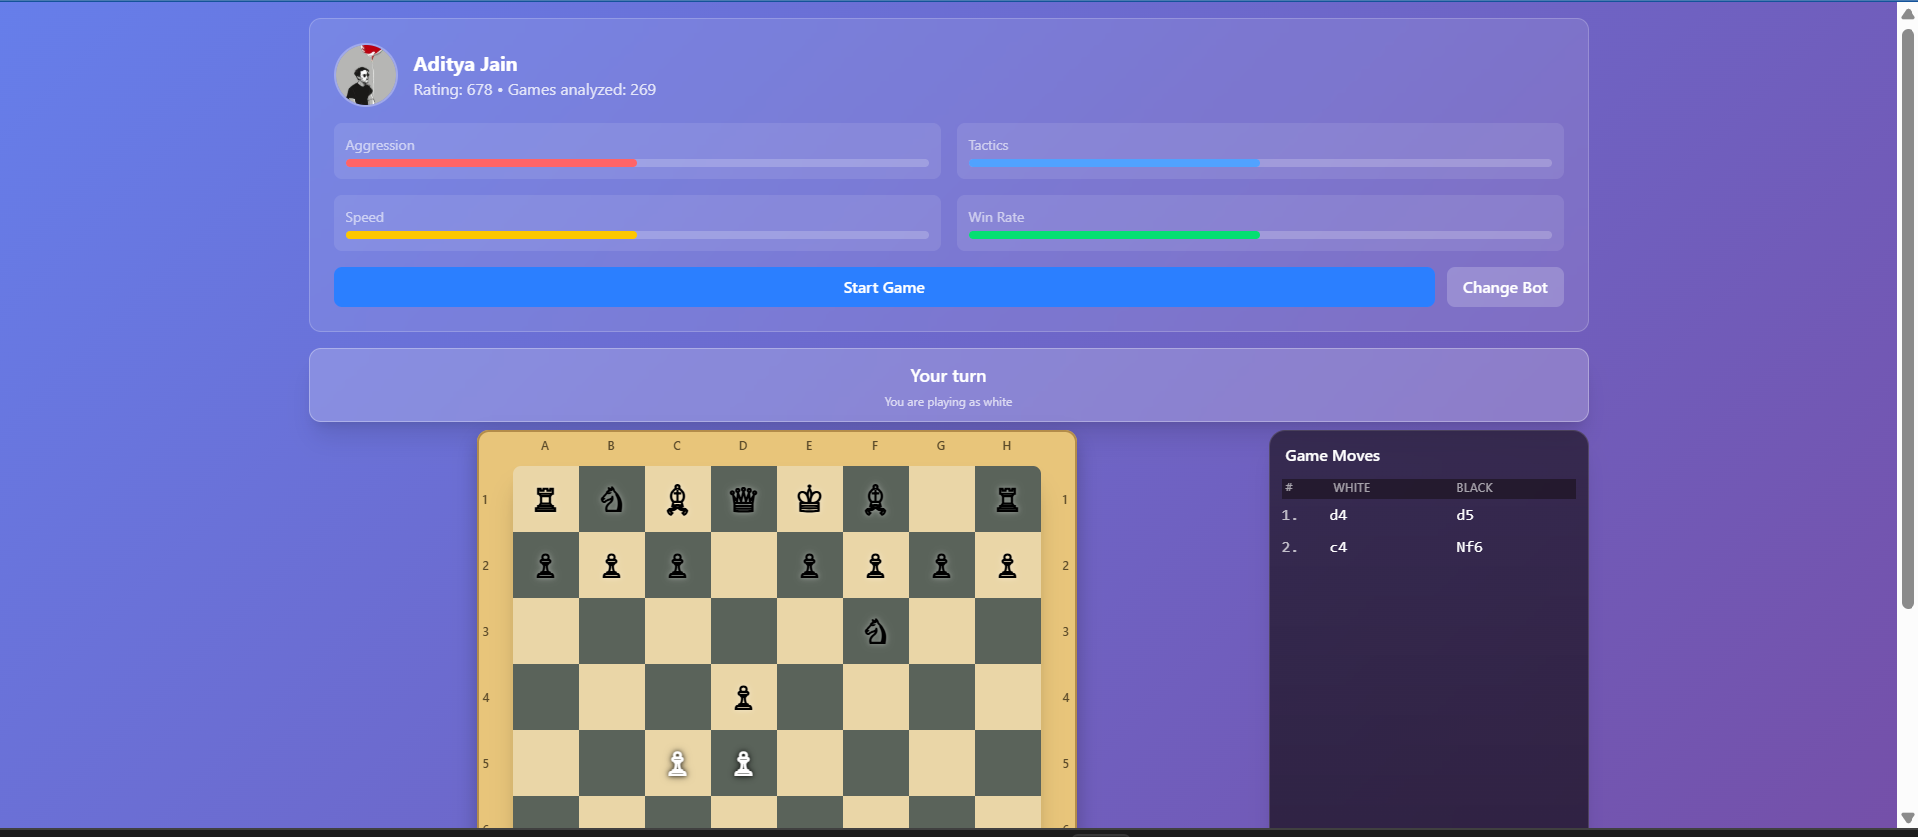 Aditya Jain
Rating: 678 • Games analyzed: 269
Aggression
Tactics
Speed
Win Rate
Start Game
Change Bot
Your turn
You are playing as white
A B C D E F G H
1 1
2 2
3 3
4 4
5 5
Game Moves
# WHITE BLACK
1. d4 d5
2. c4 Nf6